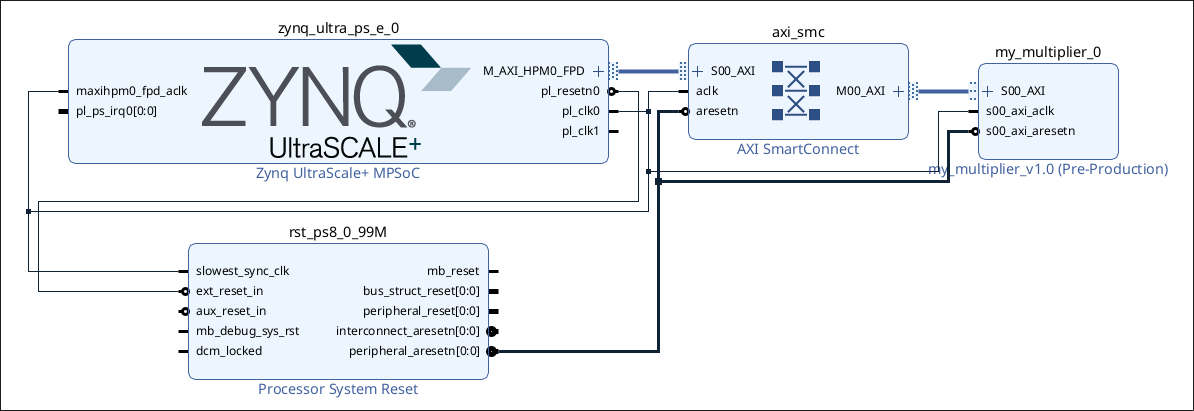 zynq_ultra_ps_e_0
maxihpm0_fpd_aclk
pl_ps_irq0[0:0]
ZYNQ®
UltraSCALE+
M_AXI_HPM0_FPD
pl_resetn0
pl_clk0
pl_clk1
Zynq UltraScale+ MPSoC
axi_smc
S00_AXI
aclk
aresetn
M00_AXI
AXI SmartConnect
my_multiplier_0
S00_AXI
s00_axi_aclk
s00_axi_aresetn
my_multiplier_v1.0 (Pre-Production)
rst_ps8_0_99M
slowest_sync_clk
ext_reset_in
aux_reset_in
mb_debug_sys_rst
dcm_locked
mb_reset
bus_struct_reset[0:0]
peripheral_reset[0:0]
interconnect_aresetn[0:0]
peripheral_aresetn[0:0]
Processor System Reset